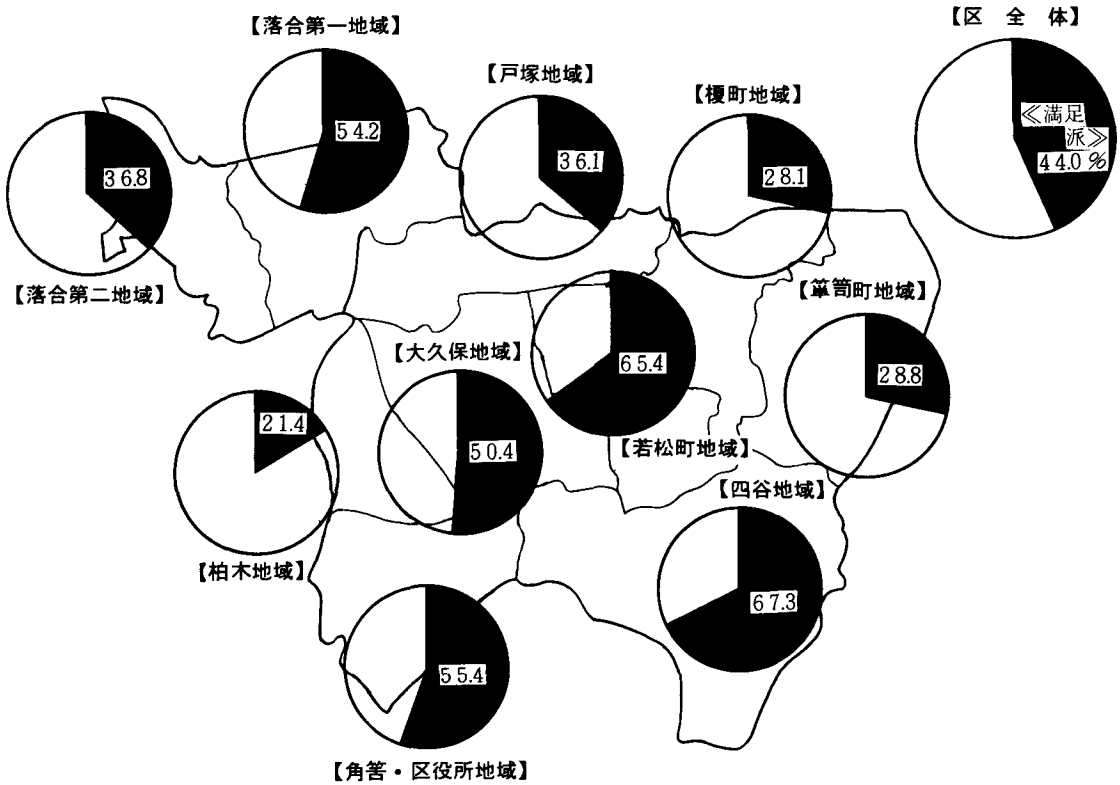 【区　全　体】
≪満足
派≫
44.0%
【落合第一地域】
54.2
【戸塚地域】
36.1
【榎町地域】
28.1
36.8
【落合第二地域】
【簞笥町地域】
28.8
【大久保地域】
50.4
65.4
【若松町地域】
21.4
【柏木地域】
【四谷地域】
67.3
55.4
【角筈・区役所地域】